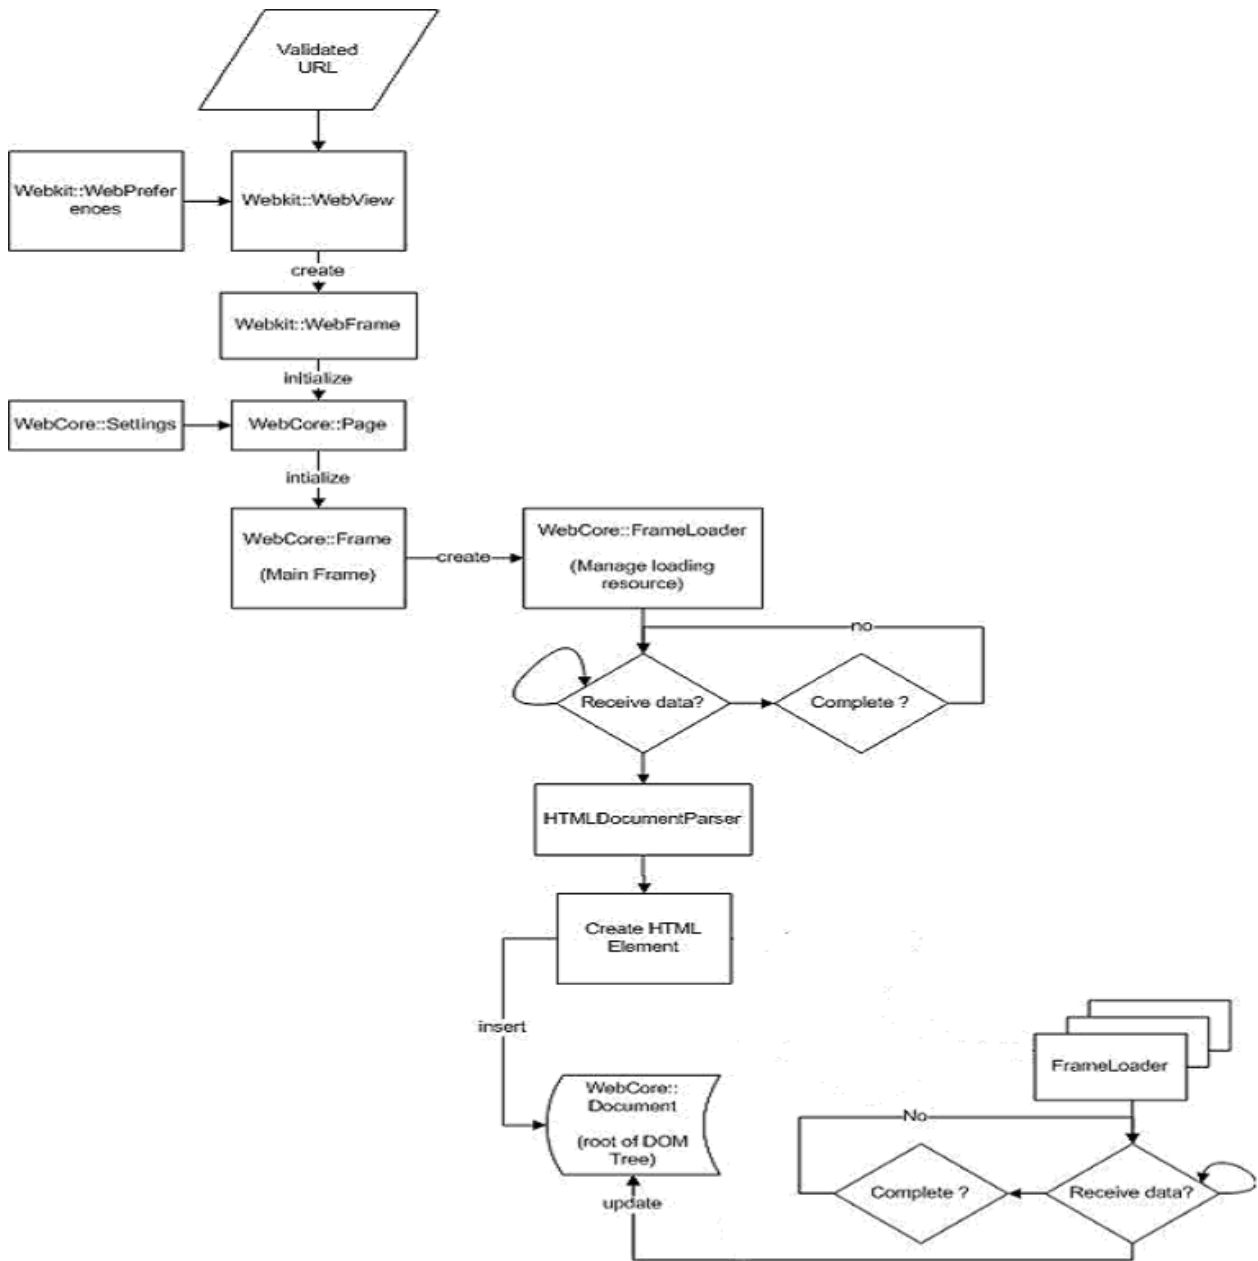 Validated
URL
Webkit::WebPrefer
ences
Webkit::WebView
create
Webkit::WebFrame
initialize
WebCore::Settings
WebCore::Page
intialize
WebCore::Frame
(Main Frame)
create
WebCore::FrameLoader
(Manage loading
resource)
no
Receive data?
Complete ?
HTMLDocumentParser
Create HTML
Element
insert
WebCore::
Document
(root of DOM
Tree)
update
FrameLoader
No
Complete ?
Receive data?